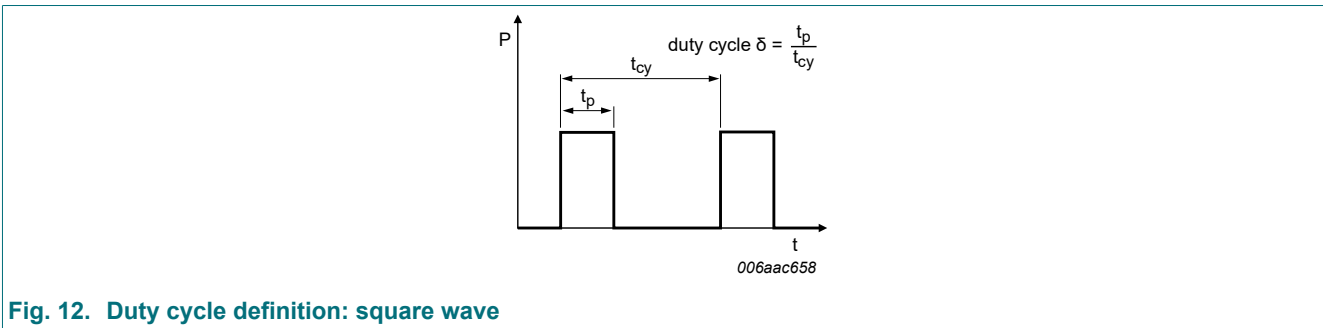 P
duty cycle δ = tp/tcy
tcy
tp
t
006aac658
Fig. 12. Duty cycle definition: square wave